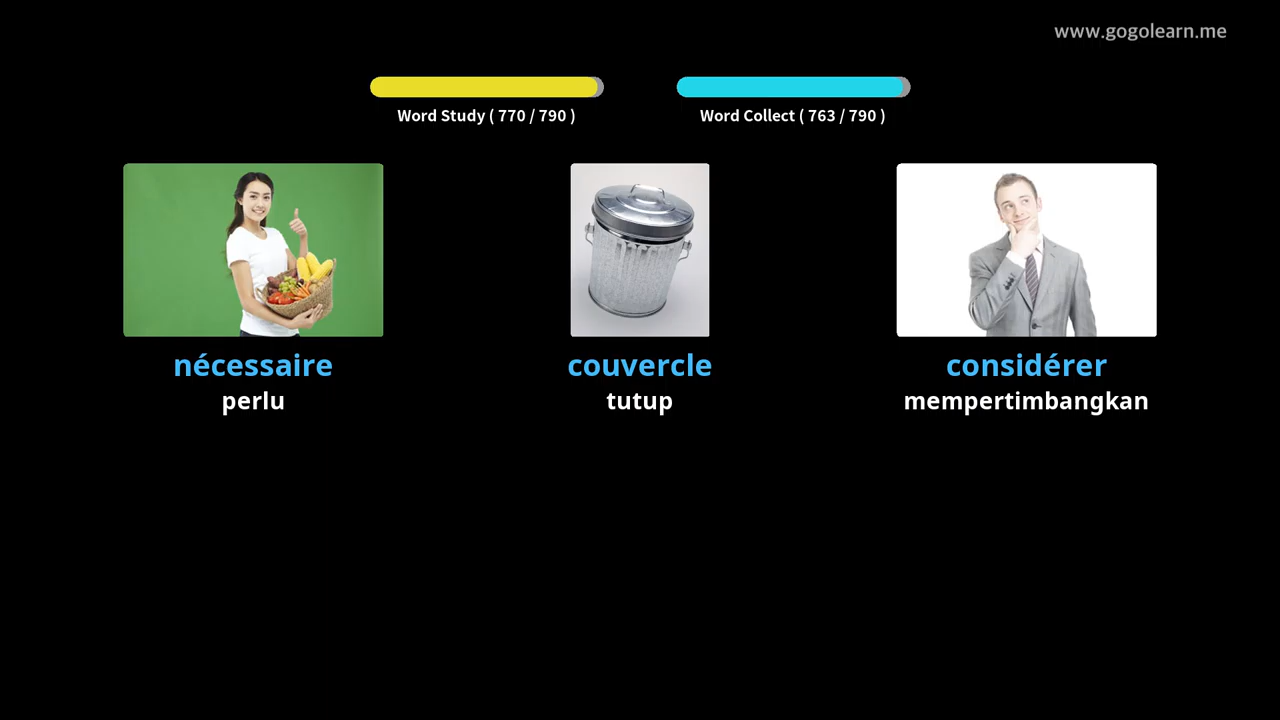 www.gogolearn.me
Word Study ( 770 / 790 )
Word Collect ( 763 / 790 )
nécessaire
perlu
couvercle
tutup
considérer
mempertimbangkan